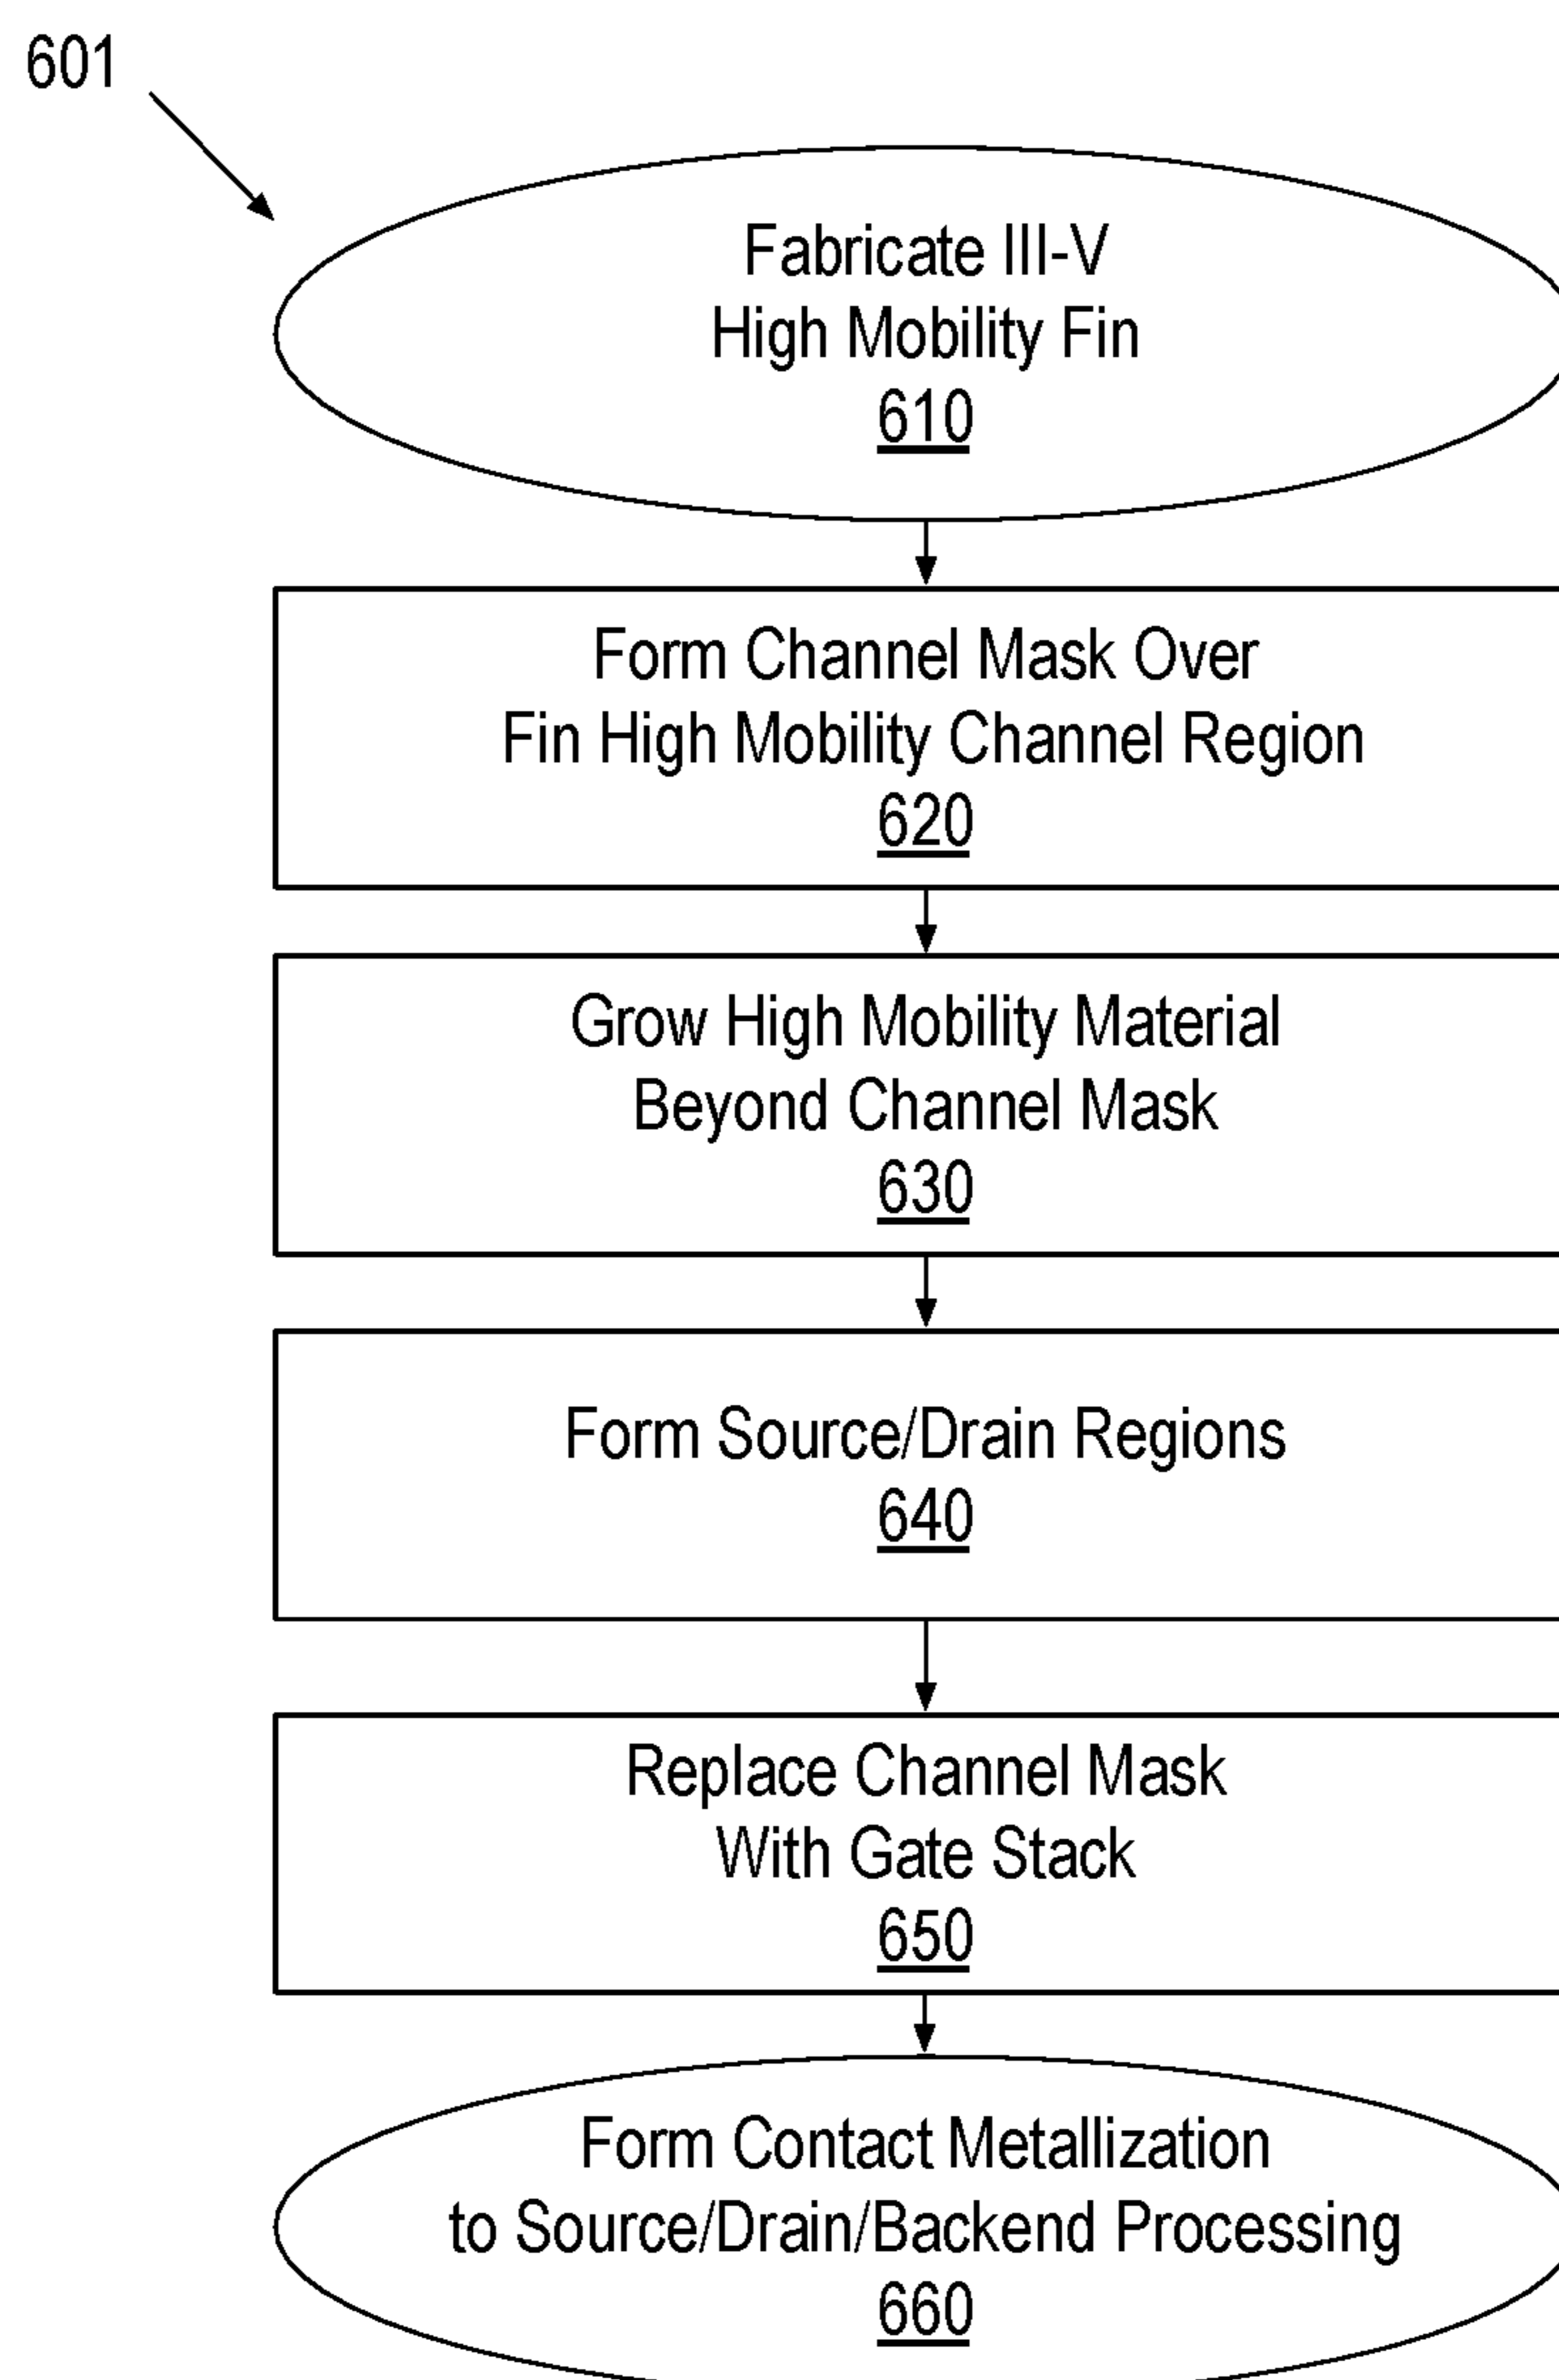 601
Fabricate III-V
High Mobility Fin
610
Form Channel Mask Over
Fin High Mobility Channel Region
620
Grow High Mobility Material
Beyond Channel Mask
630
Form Source/Drain Regions
640
Replace Channel Mask
With Gate Stack
650
Form Contact Metallization
to Source/Drain/Backend Processing
660